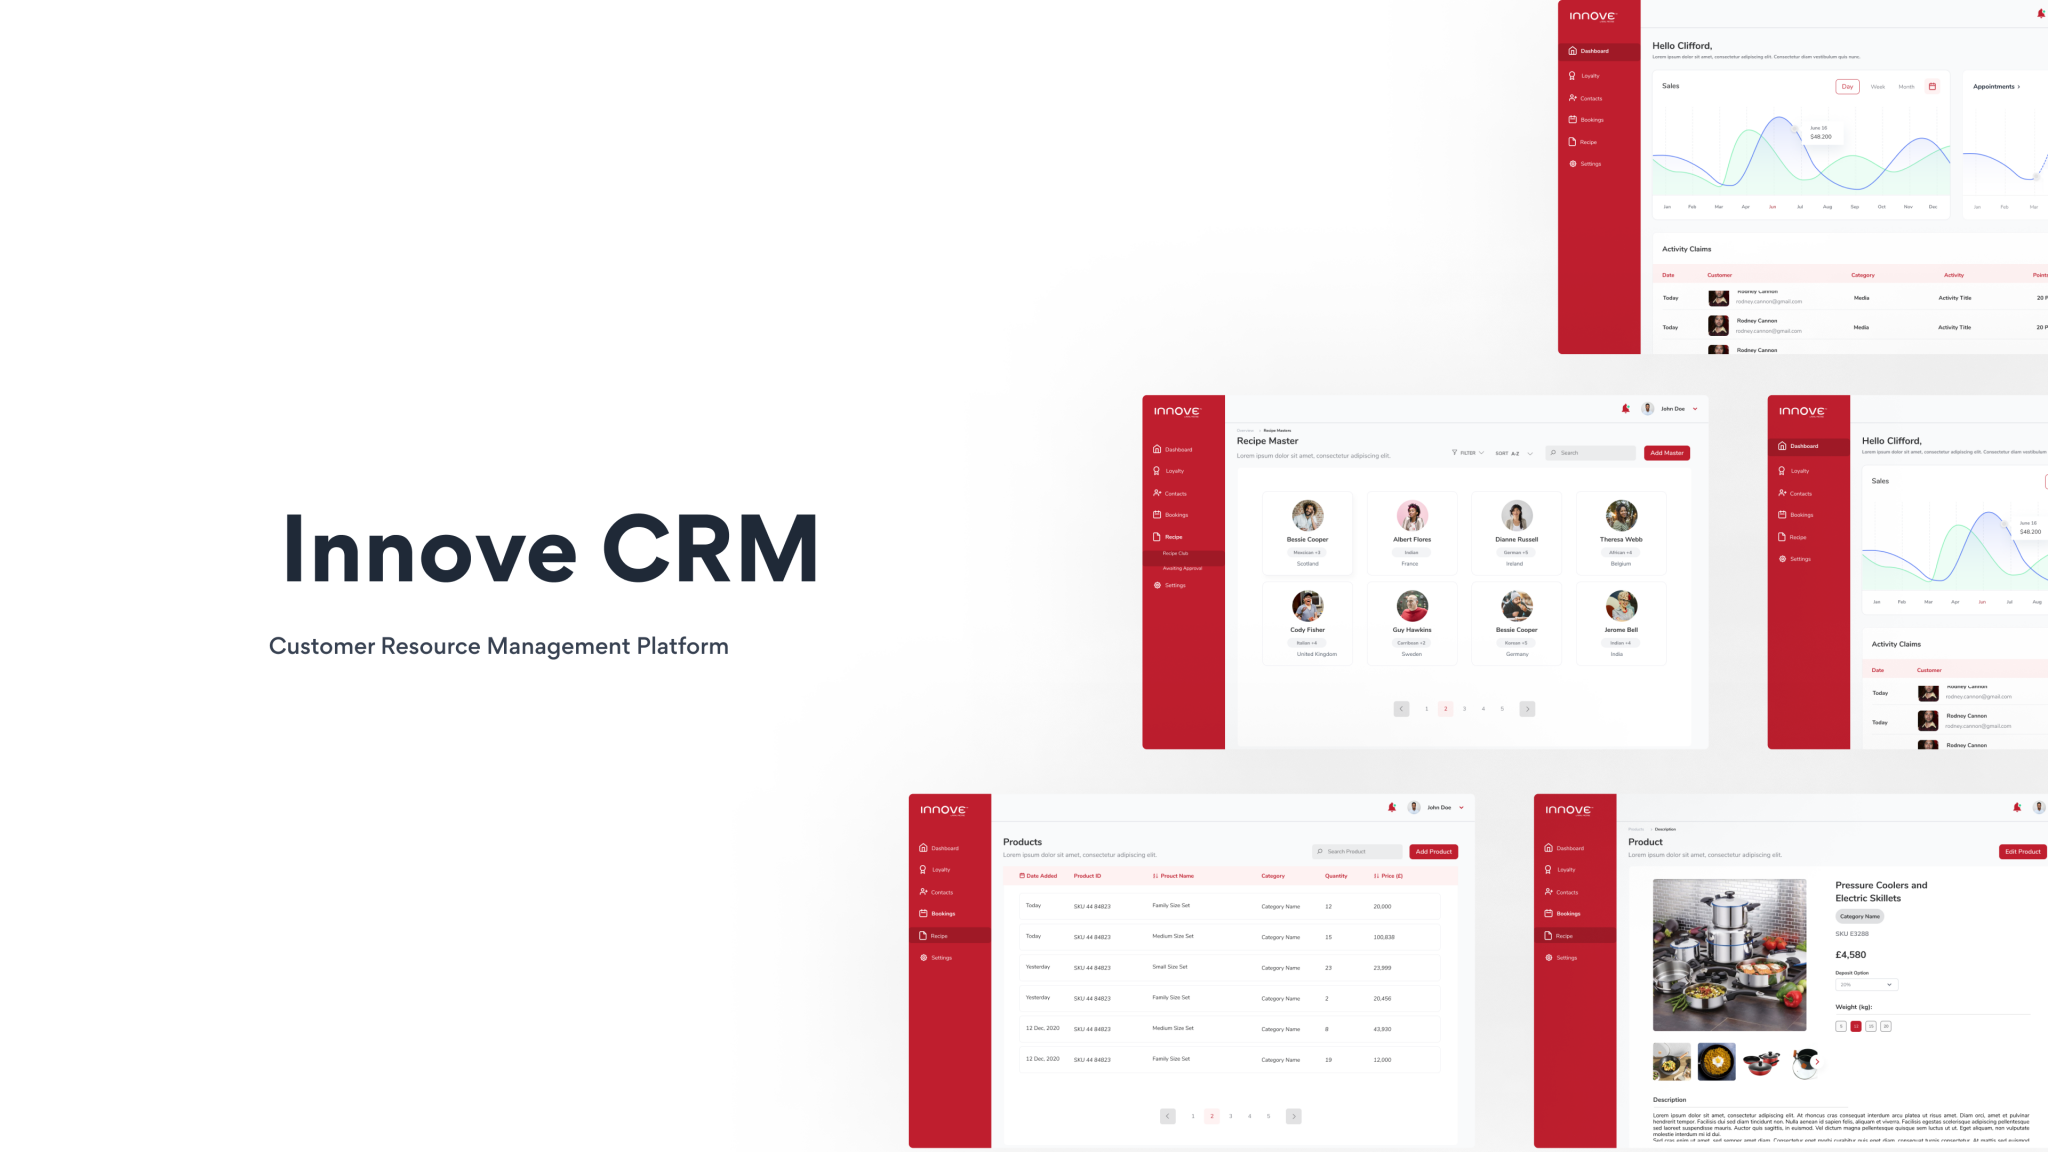 Innove CRM
Customer Resource Management Platform
INNOVE
Dashboard
Loyalty
Contacts
Bookings
Recipe
Settings
Hello Clifford,
Lorem ipsum dolor sit amet, consectetur adipiscing elit. Consectetur diam vestibulum quis nunc.
Sales
Day Week Month
June 16
$48.200
Jan Feb Mar Apr Jun Jul Aug Sep Oct Nov Dec
Appointments
Jan Feb Mar
Activity Claims
Date Customer Category Activity Points
Today Rodney Cannon rodney.cannon@gmail.com Media Activity Title 20 P
Today Rodney Cannon rodney.cannon@gmail.com Media Activity Title 20 P
Rodney Cannon
INNOVE
Dashboard
Loyalty
Contacts
Bookings
Recipe
Recipe Club
Awaiting Approval
Settings
John Doe
Overview > Recipe Masters
Recipe Master
Lorem ipsum dolor sit amet, consectetur adipiscing elit.
FILTER SORT A-Z Search Add Master
Bessie Cooper Albert Flores Dianne Russell Theresa Webb
Mexican +3 Indian German +5 African +4
Scotland France Ireland Belgium
Cody Fisher Guy Hawkins Bessie Cooper Jerome Bell
Italian +4 Carribean +2 Korean +3 Indian +4
United Kingdom Sweden Germany India
1 2 3 4 5
INNOVE
Dashboard
Loyalty
Contacts
Bookings
Recipe
Settings
Hello Clifford,
Lorem ipsum dolor sit amet, consectetur adipiscing elit. Consectetur diam vestibulum
Sales
June 16
$48.200
Jan Feb Mar Apr Jun Jul Aug
Activity Claims
Date Customer
Today Rodney Cannon rodney.cannon@gmail.com
Today Rodney Cannon rodney.cannon@gmail.com
Rodney Cannon
INNOVE
Dashboard
Loyalty
Contacts
Bookings
Recipe
Settings
John Doe
Products
Lorem ipsum dolor sit amet, consectetur adipiscing elit.
Search Product Add Product
Date Added Product ID Prouct Name Category Quantity Price (£)
Today SKU 44 84823 Family Size Set Category Name 12 20,000
Today SKU 44 84823 Medium Size Set Category Name 15 100,838
Yesterday SKU 44 84823 Small Size Set Category Name 23 23,999
Yesterday SKU 44 84823 Family Size Set Category Name 2 20,456
12 Dec, 2020 SKU 44 84823 Medium Size Set Category Name 8 43,930
12 Dec, 2020 SKU 44 84823 Family Size Set Category Name 19 12,000
1 2 3 4 5
INNOVE
Dashboard
Loyalty
Contacts
Bookings
Recipe
Settings
Products > Description
Product
Lorem ipsum dolor sit amet, consectetur adipiscing elit.
Edit Product
Pressure Coolers and
Electric Skillets
Category Name
SKU E3288
£4,580
Deposit Option
20%
Weight (kg):
5 15 20
Description
Lorem ipsum dolor sit amet, consectetur adipiscing elit. At rhoncus cras consequat interdum arcu platea ut risus amet. Diam orci, amet et pulvinar
hendrerit tempor. Facilisis dui sed diam tincidunt non. Nulla aenean id sapien felis, aliquam et viverra. Facilisis egestas scelerisque adipiscing pellentesque
sed laoreet suspendisse mauris. Auctor quis sagittis, in euismod. Vel dictum magna pellentesque quisque sem luctus ut ut. Eget aliquam, non vulputate
molestie interdum mi id dui.